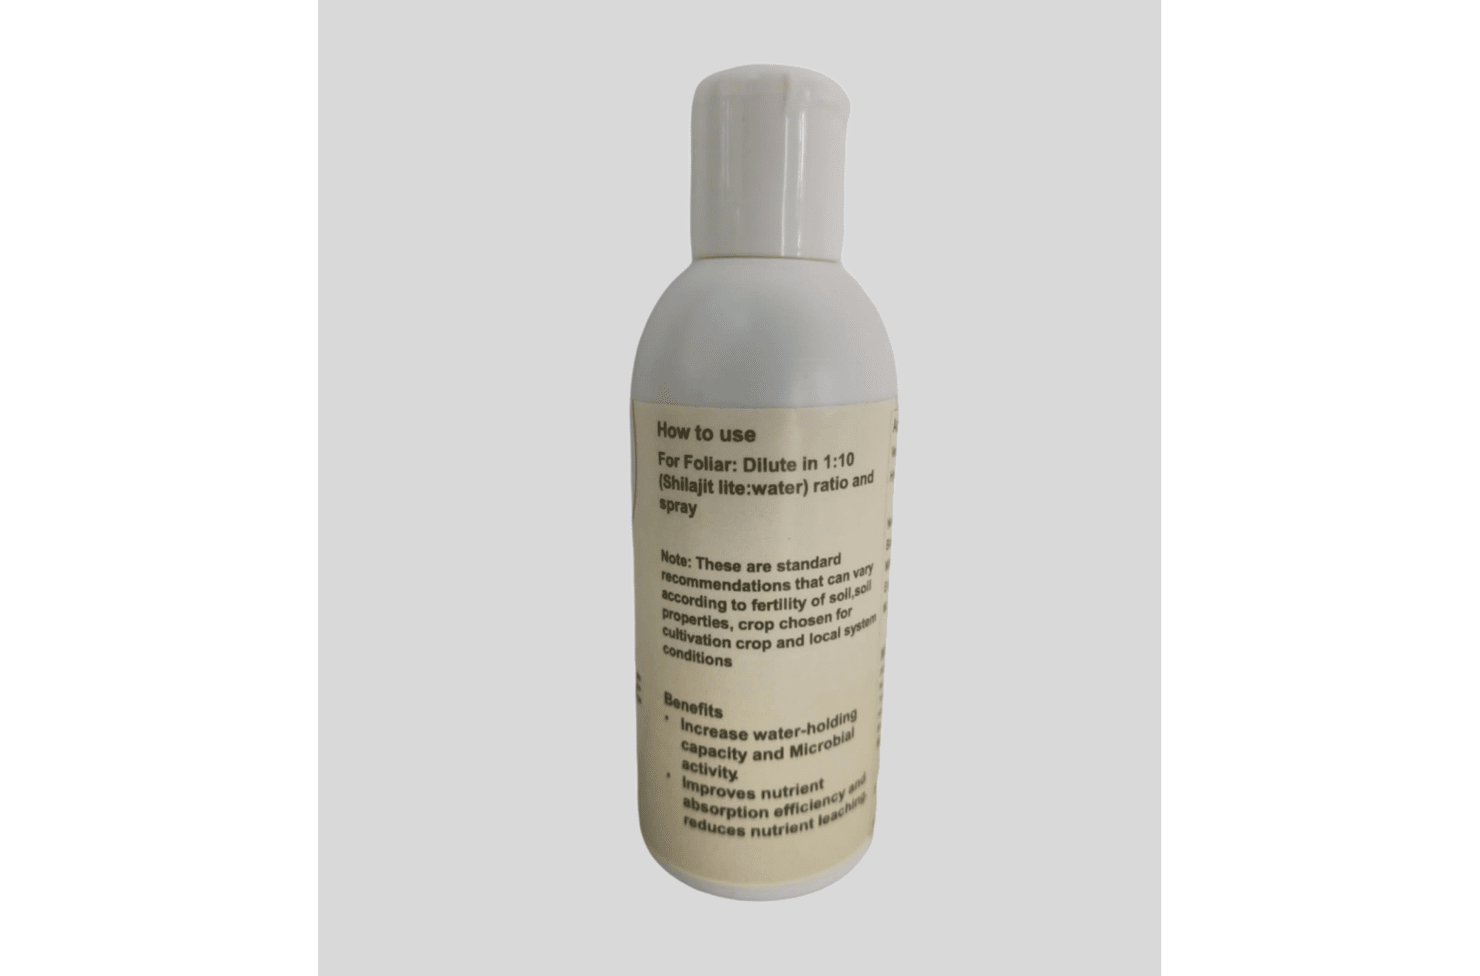 How to use
For Foliar: Dilute in 1:10
(Shilajit lite:water) ratio and
spray
Note: These are standard
recommendations that can vary
according to fertility of soil,soil
properties, crop chosen for
cultivation crop and local system
conditions
Benefits
• Increase water-holding
capacity and Microbial
activity.
• Improves nutrient
absorption efficiency and
reduces nutrient leaching.